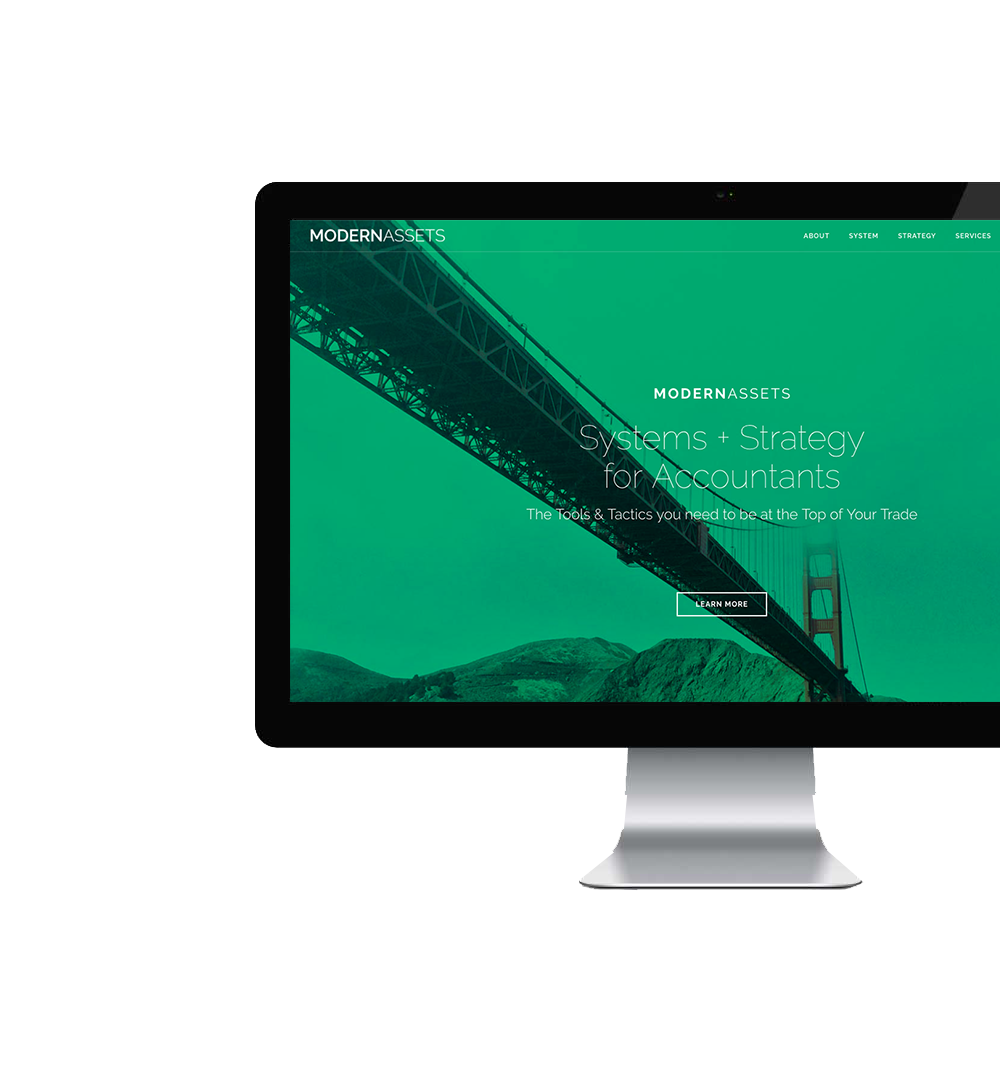 MODERNASSETS
ABOUT SYSTEM STRATEGY SERVICES
MODERNASSETS
Systems + Strategy
for Accountants
The Tools & Tactics you need to be at the Top of Your Trade
LEARN MORE